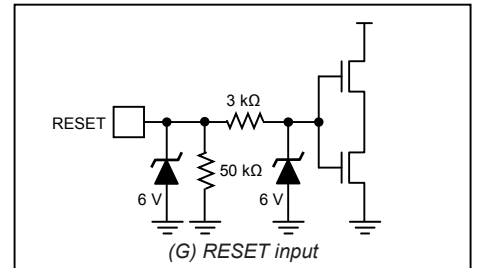 3 kΩ
RESET
50 kΩ
6 V
6 V
(G) RESET input